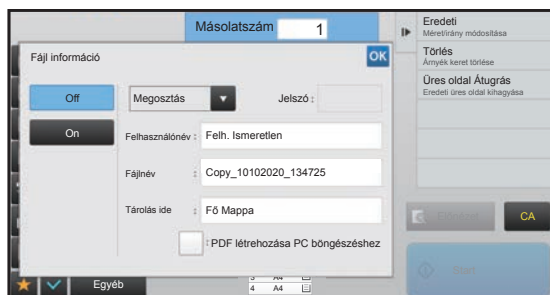 Másolatszám 1
Fájl információ
OK
Off
Megosztás
Jelszó :
On
Felhasználónév : Felh. Ismeretlen
Fájlnév : Copy_10102020_134725
Tárolás ide : Fő Mappa
: PDF létrehozása PC böngészéshez
Egyéb
3 A4
4 A4
Eredeti
Méret/irány módosítása
Törlés
Árnyék keret törlése
Üres oldal Átugrás
Eredeti üres oldal kihagyása
CA
Start